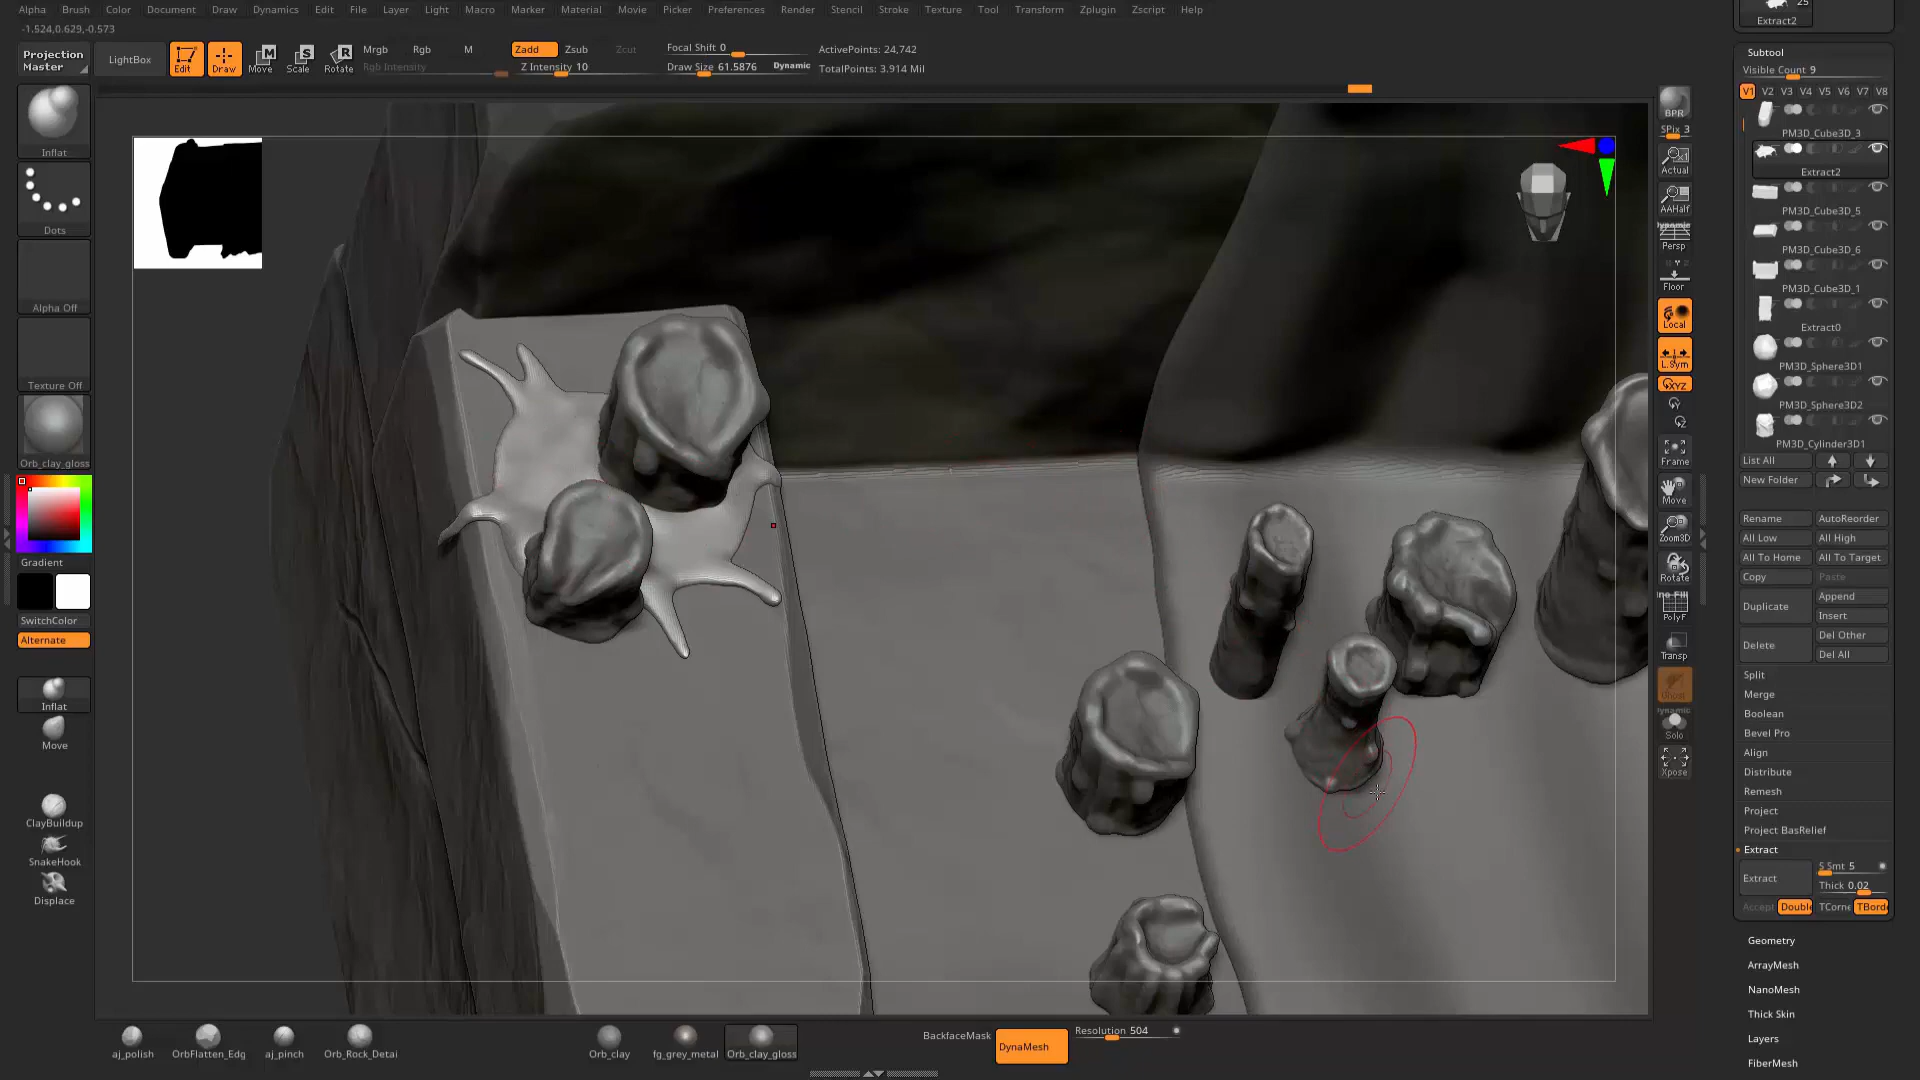 Alpha Brush Color Document Draw Dynamics Edit File Layer Light Macro Marker Material Movie Picker Preferences Render Stencil Stroke Texture Tool Transform Zplugin Zscript Help
-1.524,0.629,-0.573
Projection Master
LightBox
Edit
Draw
Move
Scale
Rotate
Mrgb Rgb M
Rgb Intensity
Zadd Zsub Zcut
Z Intensity 10
Focal Shift 0
Draw Size 61.5876 Dynamic
ActivePoints: 24,742
TotalPoints: 3.914 Mil
Inflat
Dots
Alpha Off
Texture Off
Orb_clay_gloss
Gradient
SwitchColor
Alternate
Inflat
Move
ClayBuildup
SnakeHook
Displace
BPR
SPix 3
Actual
AAHalf
Dynamic
Persp
Floor
Local
L.Sym
XYZ
Frame
Move
Zoom3D
Rotate
PolyF
Transp
Ghost
Dynamic
Solo
Xpose
25
Extract2
Subtool
Visible Count 9
V1 V2 V3 V4 V5 V6 V7 V8
PM3D_Cube3D_3
Extract2
PM3D_Cube3D_5
PM3D_Cube3D_6
PM3D_Cube3D_1
Extract0
PM3D_Sphere3D1
PM3D_Sphere3D2
PM3D_Cylinder3D1
List All
New Folder
Rename AutoReorder
All Low All High
All To Home All To Target
Copy Paste
Duplicate Append
Insert
Delete Del Other
Del All
Split
Merge
Boolean
Bevel Pro
Align
Distribute
Remesh
Project
Project BasRelief
Extract
Extract S Smt 5
Thick 0.02
Accept Double TCorne TBorde
Geometry
ArrayMesh
NanoMesh
Thick Skin
Layers
FiberMesh
aj_polish OrbFlatten_Edg aj_pinch Orb_Rock_Detai
Orb_clay fg_grey_metal Orb_clay_gloss
BackfaceMask
DynaMesh
Resolution 504